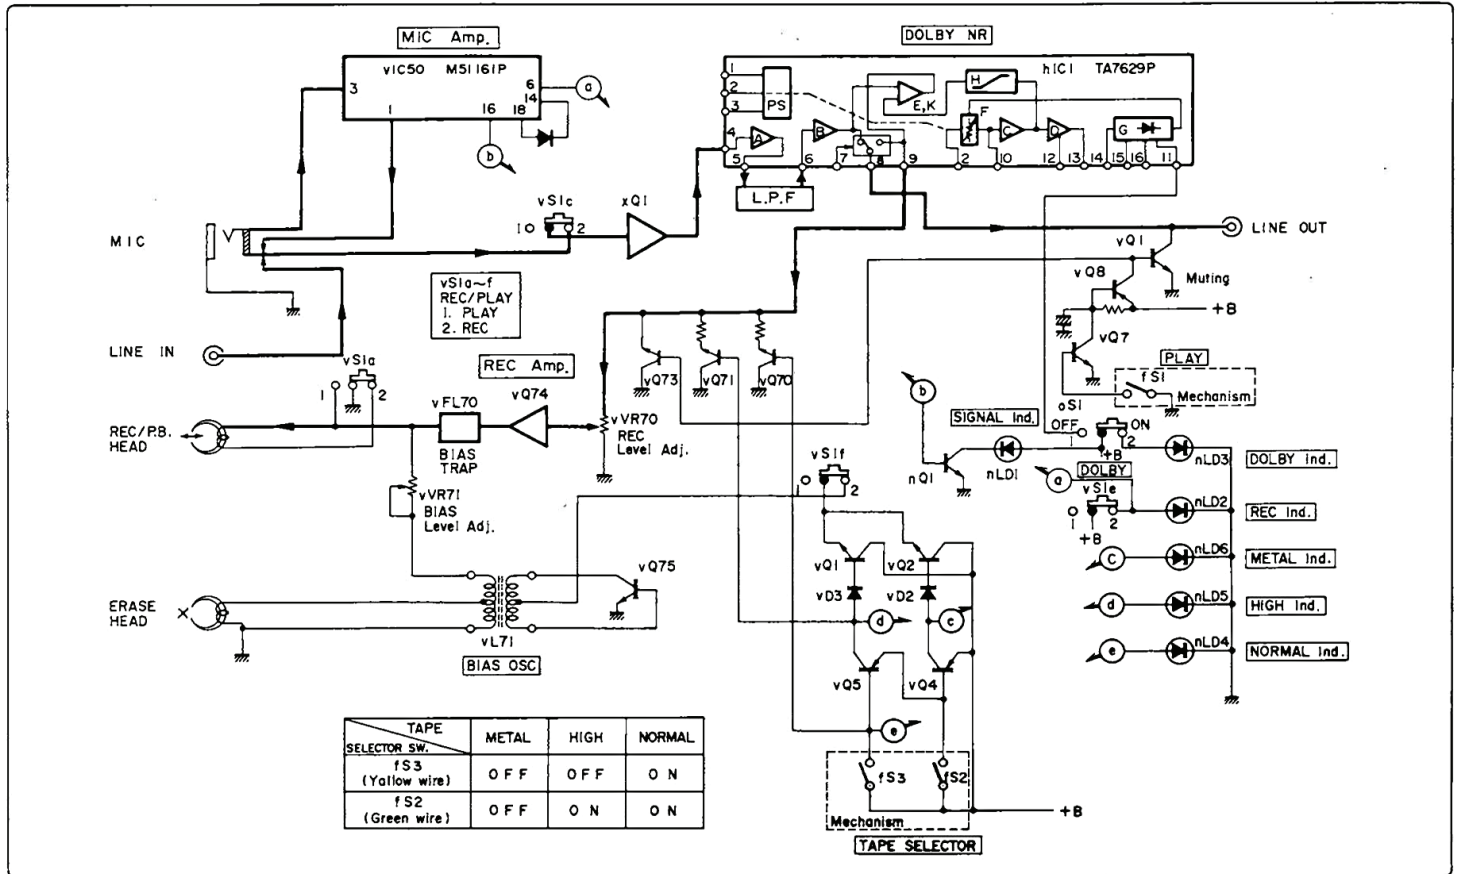 MIC Amp.
vIC50 M51161P
3
1
16
18
6
14
a
b
DOLBY NR
hIC1 TA7629P
1
2
3
PS
4
A
B
E,K
H
F
C
D
G
5
6
7
8
9
2
10
12
13
14
15
16
11
L.P.F
vS1c
1
2
xQ1
MIC
LINE IN
vS1a~f
REC/PLAY
1. PLAY
2. REC
LINE OUT
vQ1
Muting
vQ8
+B
vQ7
PLAY
fS1
Mechanism
vS1a
1
2
REC/P.B.
HEAD
REC Amp.
vFL70
BIAS
TRAP
vQ74
vVR70
REC
Level Adj.
vQ73
vQ71
vQ70
vVR71
BIAS
Level Adj.
b
nQ1
SIGNAL Ind.
nLD1
oS1
OFF
ON
1
2
+B
DOLBY
nLD3
DOLBY Ind.
a
vS1e
1
2
+B
nLD2
REC Ind.
c
nLD6
METAL Ind.
d
nLD5
HIGH Ind.
e
nLD4
NORMAL Ind.
vS1f
1
2
vQ1
vQ2
vD3
vD2
d
c
vQ5
vQ4
e
fS3
fS2
Mechanism
+B
TAPE SELECTOR
ERASE
HEAD
vL71
BIAS OSC
vQ75
TAPE
SELECTOR SW.
METAL HIGH NORMAL
fS3
(Yallow wire)
OFF OFF ON
fS2
(Green wire)
OFF ON ON